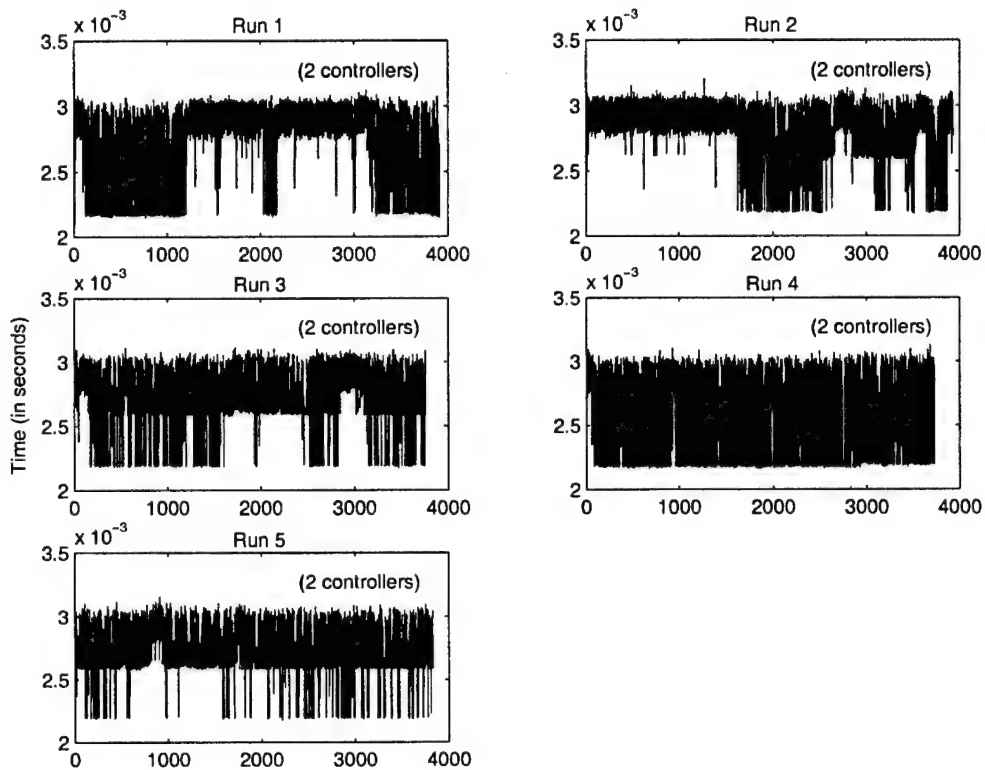 x 10⁻³ Run 1
3.5
3
2.5
2
(2 controllers)
0 1000 2000 3000 4000
x 10⁻³ Run 2
3.5
3
2.5
2
(2 controllers)
0 1000 2000 3000 4000
x 10⁻³ Run 3
3.5
3
2.5
2
(2 controllers)
0 1000 2000 3000 4000
Time (in seconds)
x 10⁻³ Run 4
3.5
3
2.5
2
(2 controllers)
0 1000 2000 3000 4000
x 10⁻³ Run 5
3.5
3
2.5
2
(2 controllers)
0 1000 2000 3000 4000